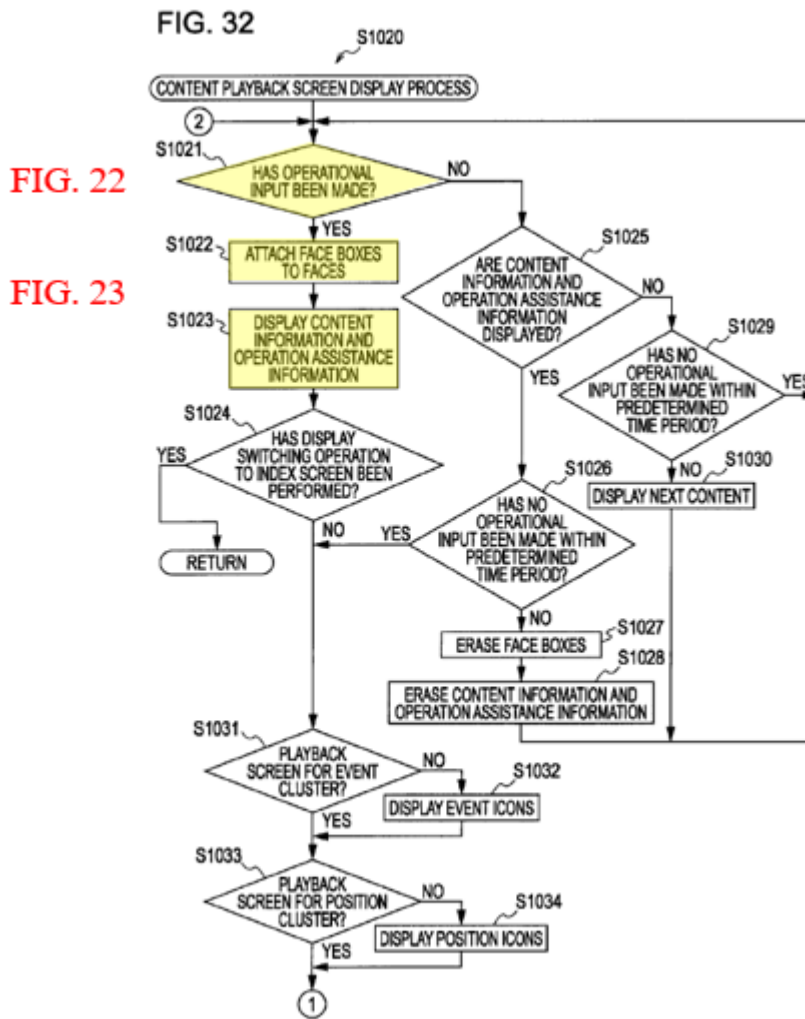 FIG. 32
S1020
CONTENT PLAYBACK SCREEN DISPLAY PROCESS
2
S1021
FIG. 22
HAS OPERATIONAL
INPUT BEEN MADE?
NO
YES
S1022
ATTACH FACE BOXES
TO FACES
S1025
ARE CONTENT
INFORMATION AND
OPERATION ASSISTANCE
INFORMATION
DISPLAYED?
NO
YES
FIG. 23
S1023
DISPLAY CONTENT
INFORMATION AND
OPERATION ASSISTANCE
INFORMATION
S1029
HAS NO
OPERATIONAL
INPUT BEEN MADE WITHIN
PREDETERMINED
TIME PERIOD?
YES
NO
S1030
DISPLAY NEXT CONTENT
S1024
HAS DISPLAY
SWITCHING OPERATION
TO INDEX SCREEN BEEN
PERFORMED?
YES
NO
RETURN
S1026
HAS NO
OPERATIONAL
INPUT BEEN MADE WITHIN
PREDETERMINED
TIME PERIOD?
YES
NO
S1027
ERASE FACE BOXES
S1028
ERASE CONTENT INFORMATION AND
OPERATION ASSISTANCE INFORMATION
S1031
PLAYBACK
SCREEN FOR EVENT
CLUSTER?
NO
YES
S1032
DISPLAY EVENT ICONS
S1033
PLAYBACK
SCREEN FOR POSITION
CLUSTER?
NO
YES
S1034
DISPLAY POSITION ICONS
1